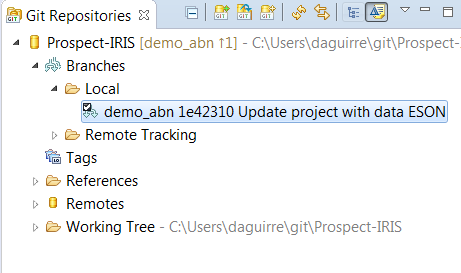 Git Repositories
Prospect-IRIS [demo_abn ↑1] - C:\Users\daguirre\git\Prospect-
Branches
Local
demo_abn 1e42310 Update project with data ESON
Remote Tracking
Tags
References
Remotes
Working Tree - C:\Users\daguirre\git\Prospect-IRIS